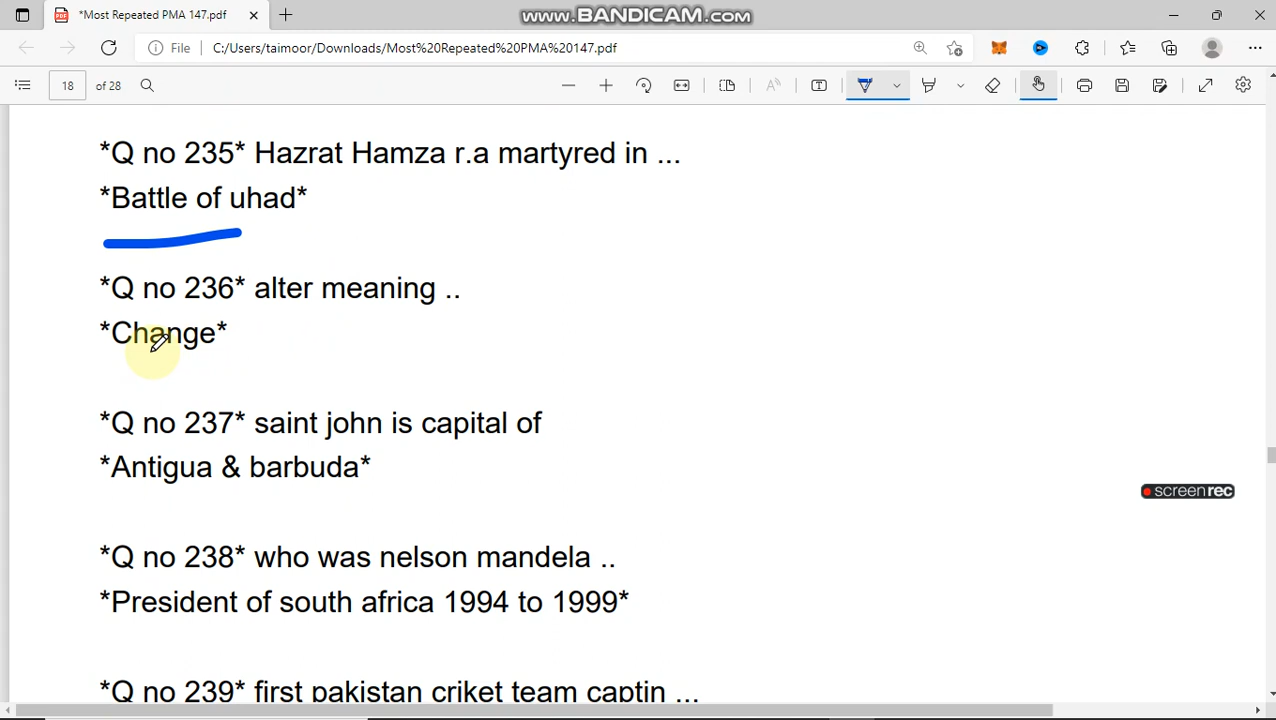 *Most Repeated PMA 147.pdf
www.BANDICAM.com
File
C:/Users/taimoor/Downloads/Most%20Repeated%20PMA%20147.pdf
18 of 28
*Q no 235* Hazrat Hamza r.a martyred in ...
*Battle of uhad*
*Q no 236* alter meaning ..
*Change*
*Q no 237* saint john is capital of
*Antigua & barbuda*
screenrec
*Q no 238* who was nelson mandela ..
*President of south africa 1994 to 1999*
*Q no 239* first pakistan criket team captin ...